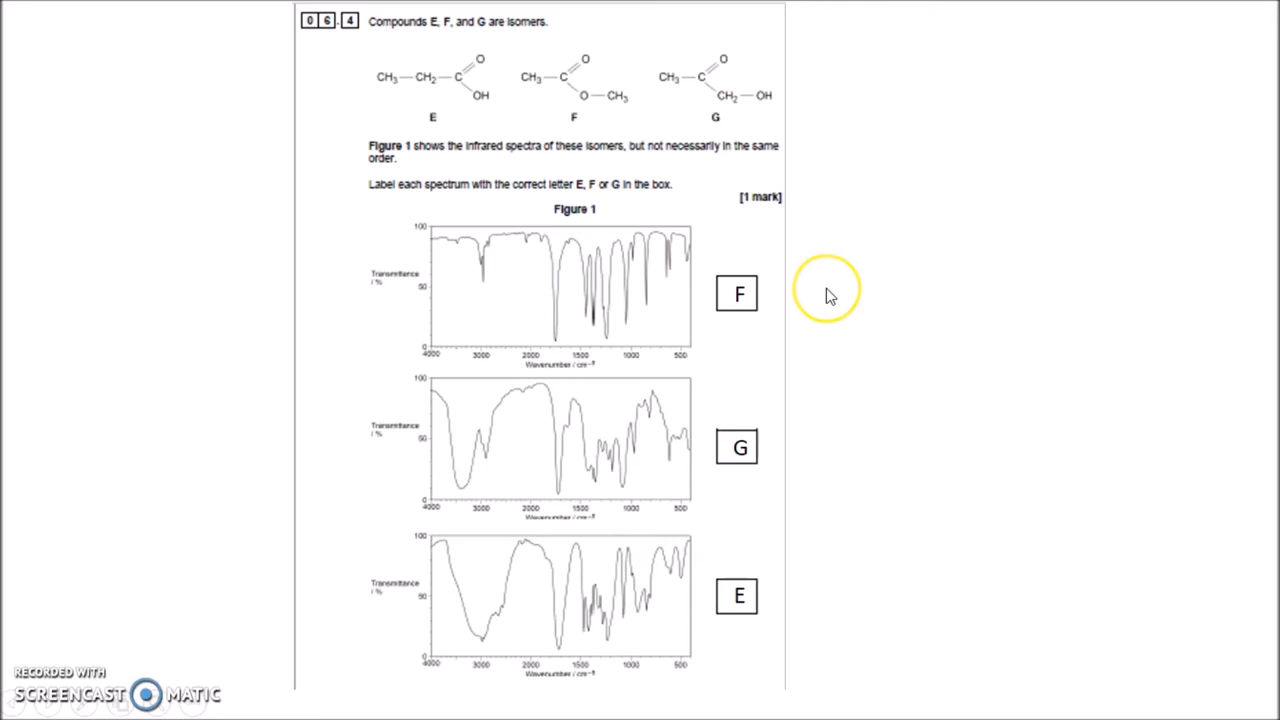 0 6 . 4 Compounds E, F, and G are isomers.
CH₃—CH₂—C O OH
E
CH₃—C O O—CH₃
F
CH₃—C O CH₂—OH
G
Figure 1 shows the infrared spectra of these isomers, but not necessarily in the same
order.
Label each spectrum with the correct letter E, F or G in the box.
[1 mark]
Figure 1
100
Transmittance
/ %
50
0
4000 3000 2000 1500 1000 500
Wavenumber / cm⁻¹
F
100
Transmittance
/ %
50
0
4000 3000 2000 1500 1000 500
Wavenumber / cm⁻¹
G
100
Transmittance
/ %
50
0
4000 3000 2000 1500 1000 500
Wavenumber / cm⁻¹
E
RECORDED WITH
SCREENCAST MATIC